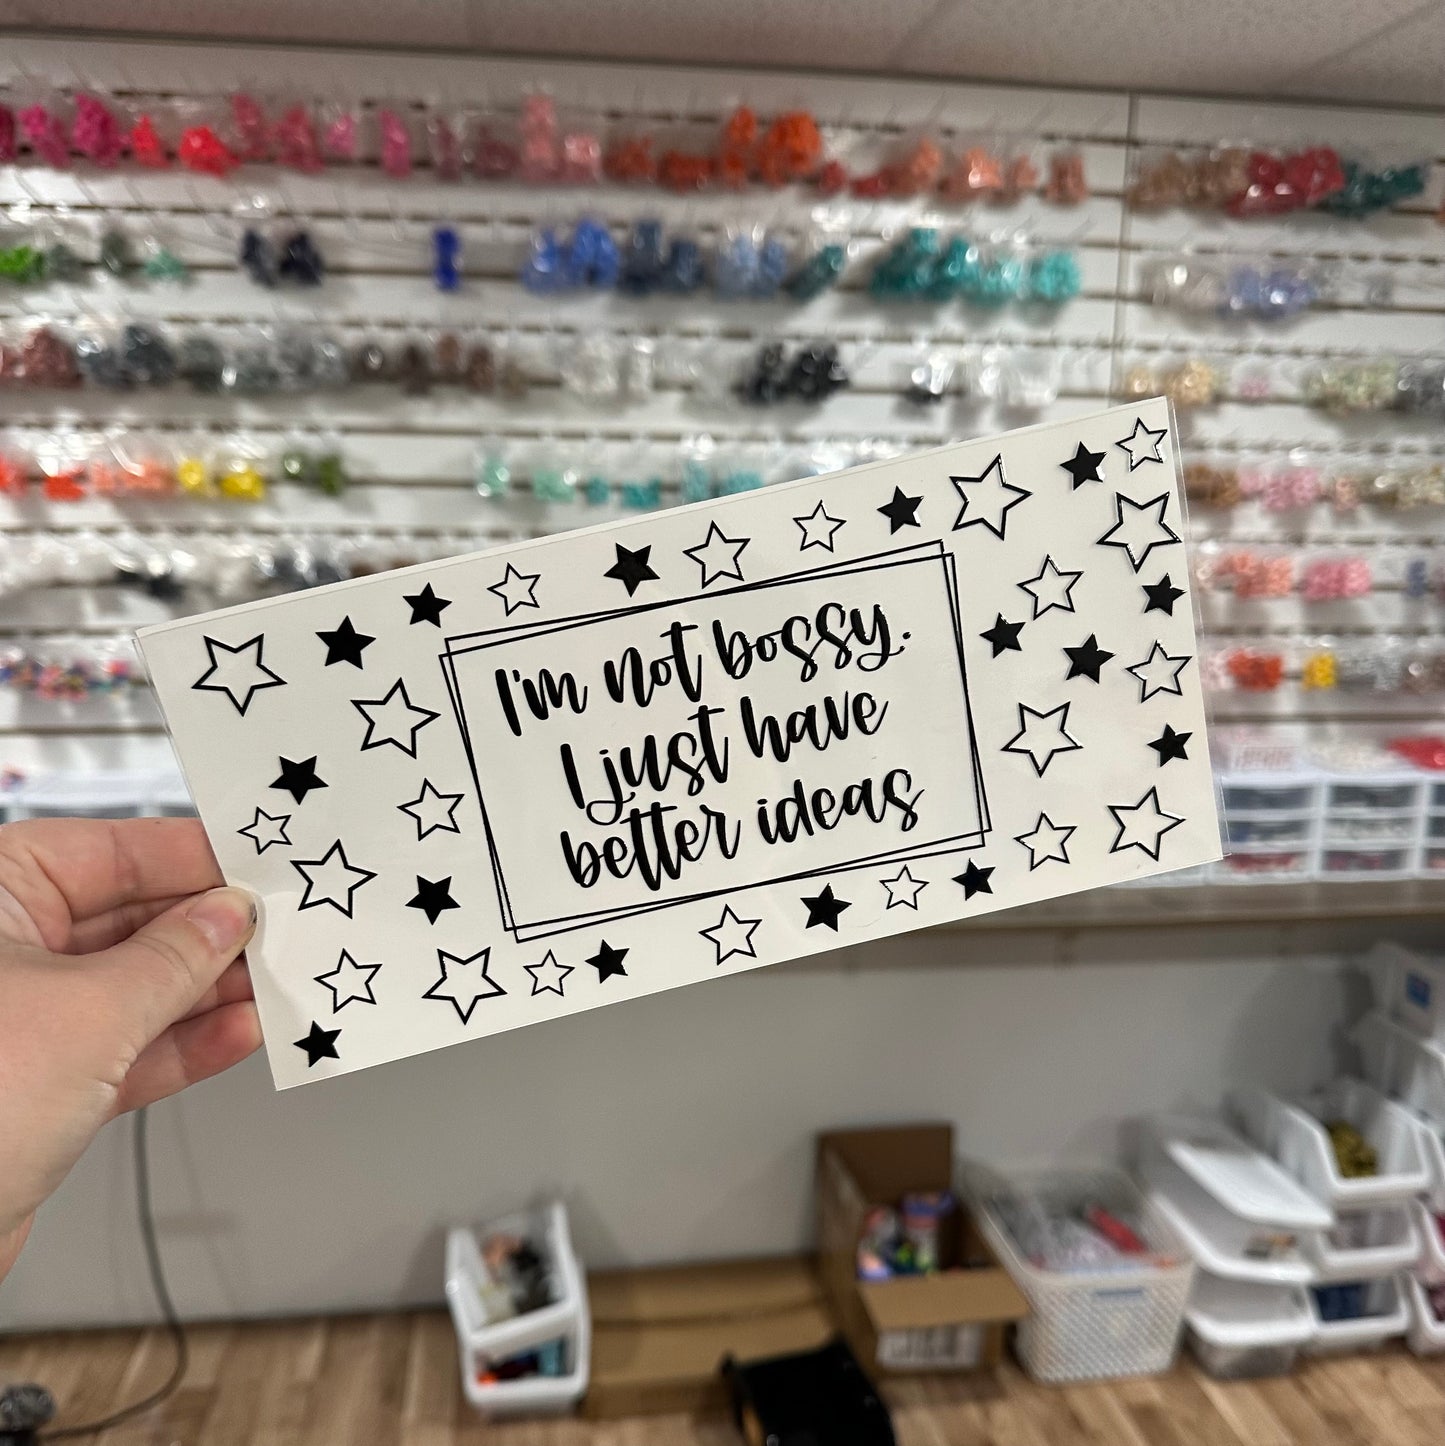 I'm not bossy.
I just have
better ideas